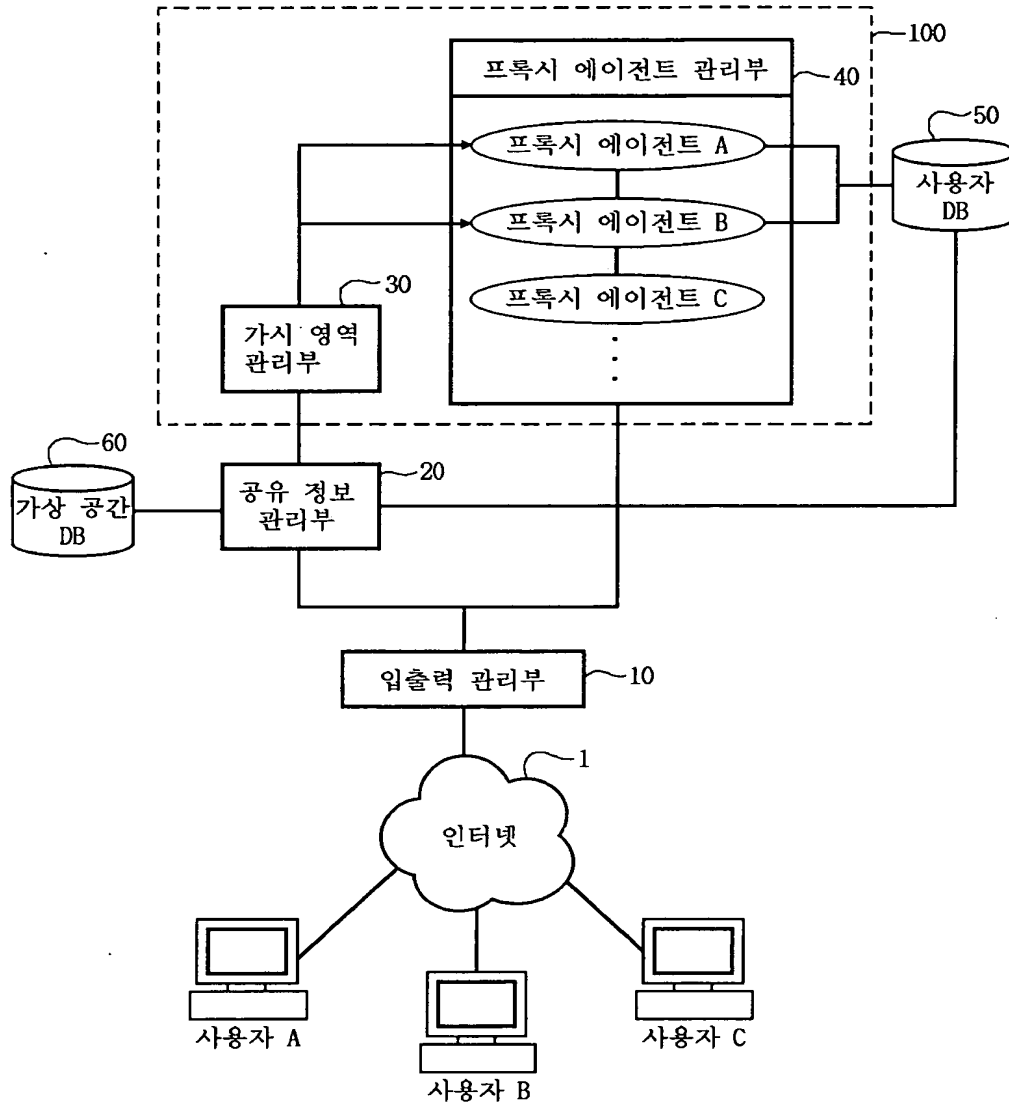 100
프록시 에이전트 관리부
40
50
프록시 에이전트 A
사용자
DB
프록시 에이전트 B
30
프록시 에이전트 C
가시 영역
관리부
60
20
가상 공간
DB
공유 정보
관리부
입출력 관리부
10
1
인터넷
사용자 A
사용자 B
사용자 C